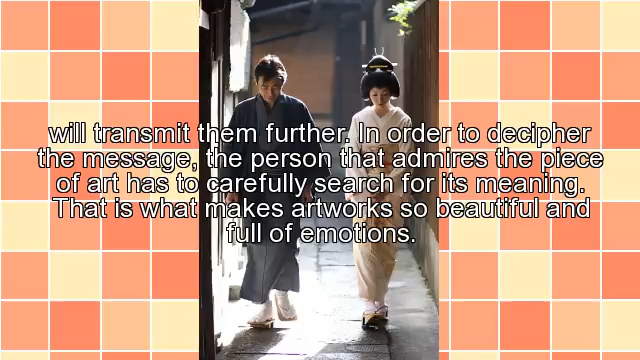 will transmit them further. In order to decipher
the message, the person that admires the piece
of art has to carefully search for its meaning.
That is what makes artworks so beautiful and
full of emotions.